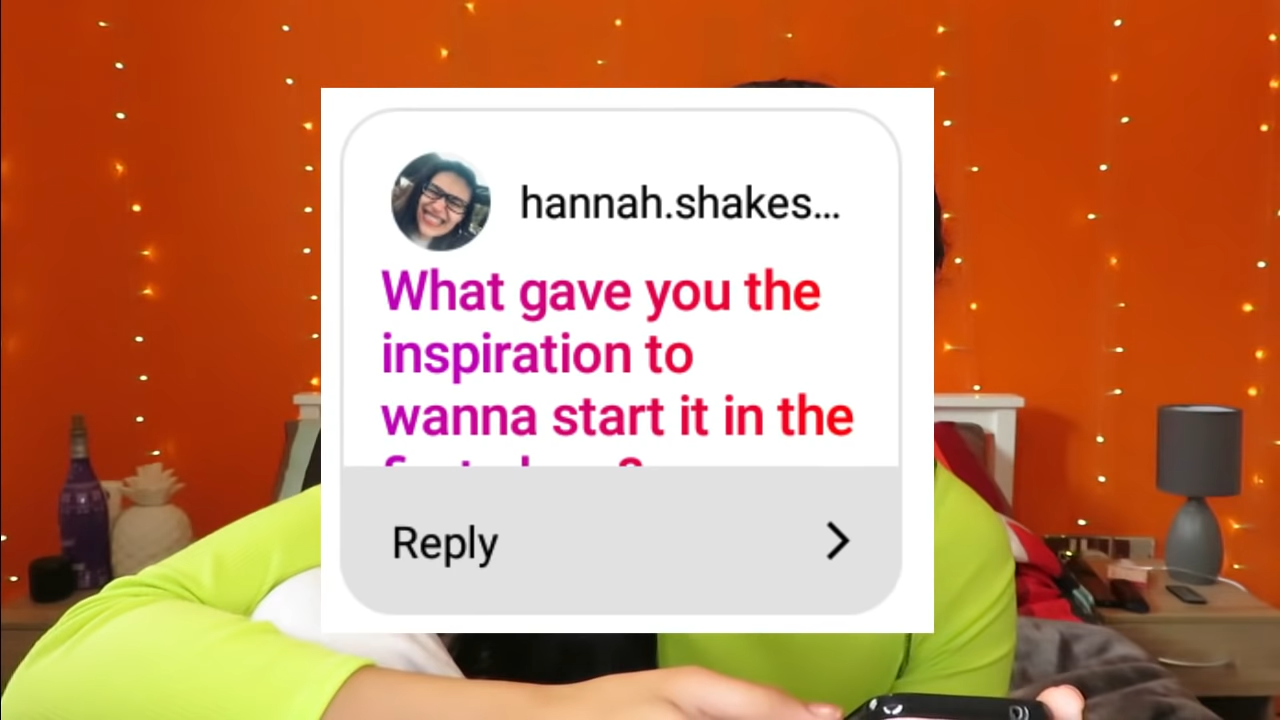 hannah.shakes...
What gave you the
inspiration to
wanna start it in the
Reply